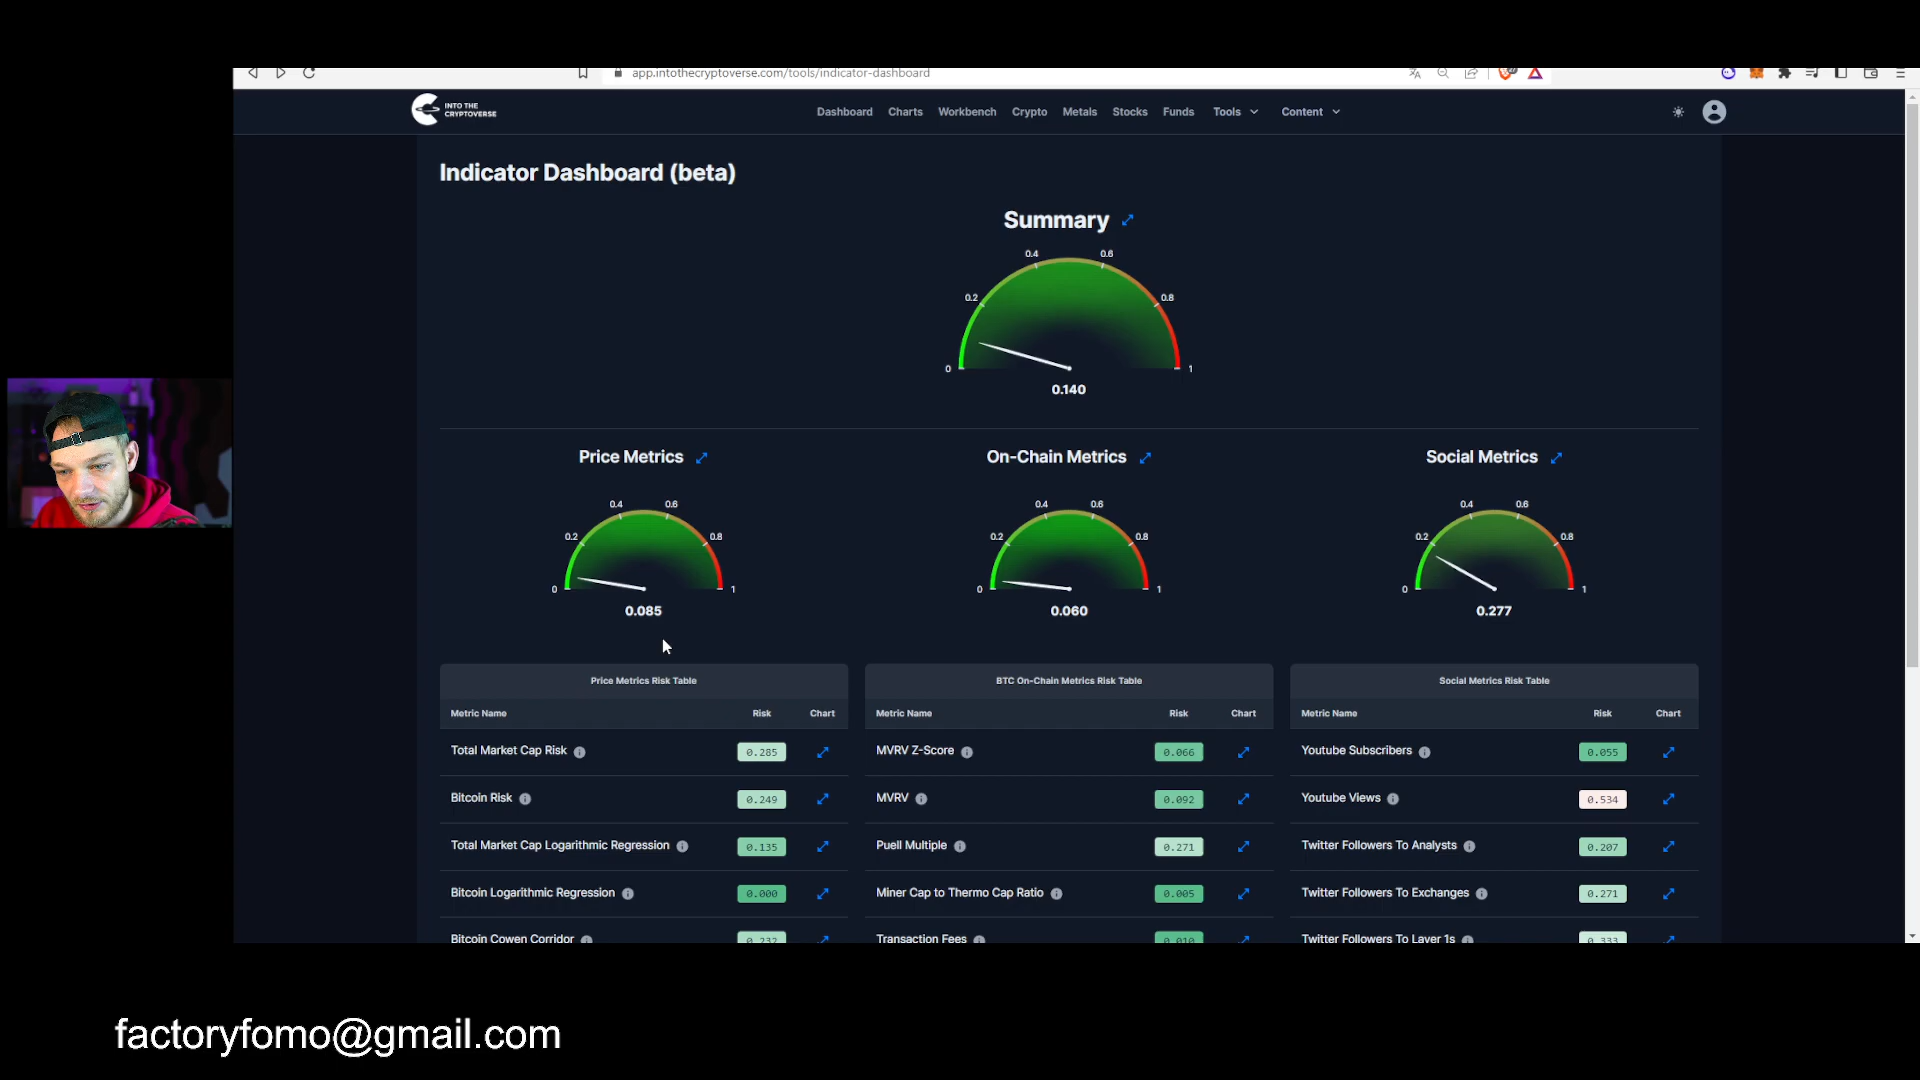 app.intothecryptoverse.com/tools/indicator-dashboard
INTO THE
CRYPTOVERSE
Dashboard Charts Workbench Crypto Metals Stocks Funds Tools Content
Indicator Dashboard (beta)
Summary
0 0.2 0.4 0.6 0.8 1
0.140
Price Metrics
0 0.2 0.4 0.6 0.8 1
0.085
On-Chain Metrics
0 0.2 0.4 0.6 0.8 1
0.060
Social Metrics
0 0.2 0.4 0.6 0.8 1
0.277
Price Metrics Risk Table
Metric Name Risk Chart
Total Market Cap Risk 0.285
Bitcoin Risk 0.249
Total Market Cap Logarithmic Regression 0.135
Bitcoin Logarithmic Regression 0.000
Bitcoin Cowen Corridor 0.232
BTC On-Chain Metrics Risk Table
Metric Name Risk Chart
MVRV Z-Score 0.066
MVRV 0.092
Puell Multiple 0.271
Miner Cap to Thermo Cap Ratio 0.005
Transaction Fees 0.010
Social Metrics Risk Table
Metric Name Risk Chart
Youtube Subscribers 0.055
Youtube Views 0.534
Twitter Followers To Analysts 0.207
Twitter Followers To Exchanges 0.271
Twitter Followers To Layer 1s 0.333
factoryfomo@gmail.com